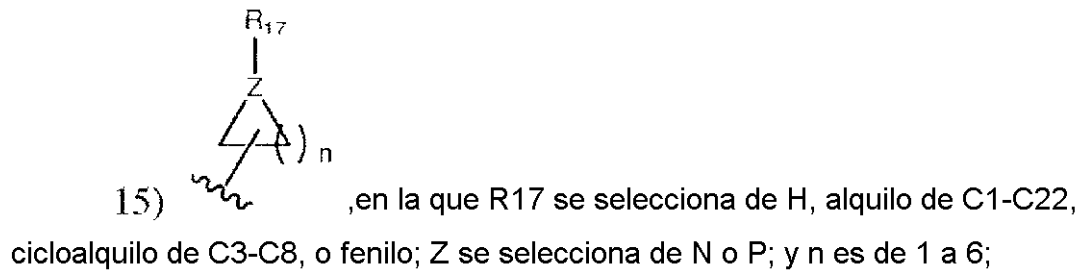 R17
Z
( ) n
15) ,en la que R17 se selecciona de H, alquilo de C1-C22,
cicloalquilo de C3-C8, o fenilo; Z se selecciona de N o P; y n es de 1 a 6;